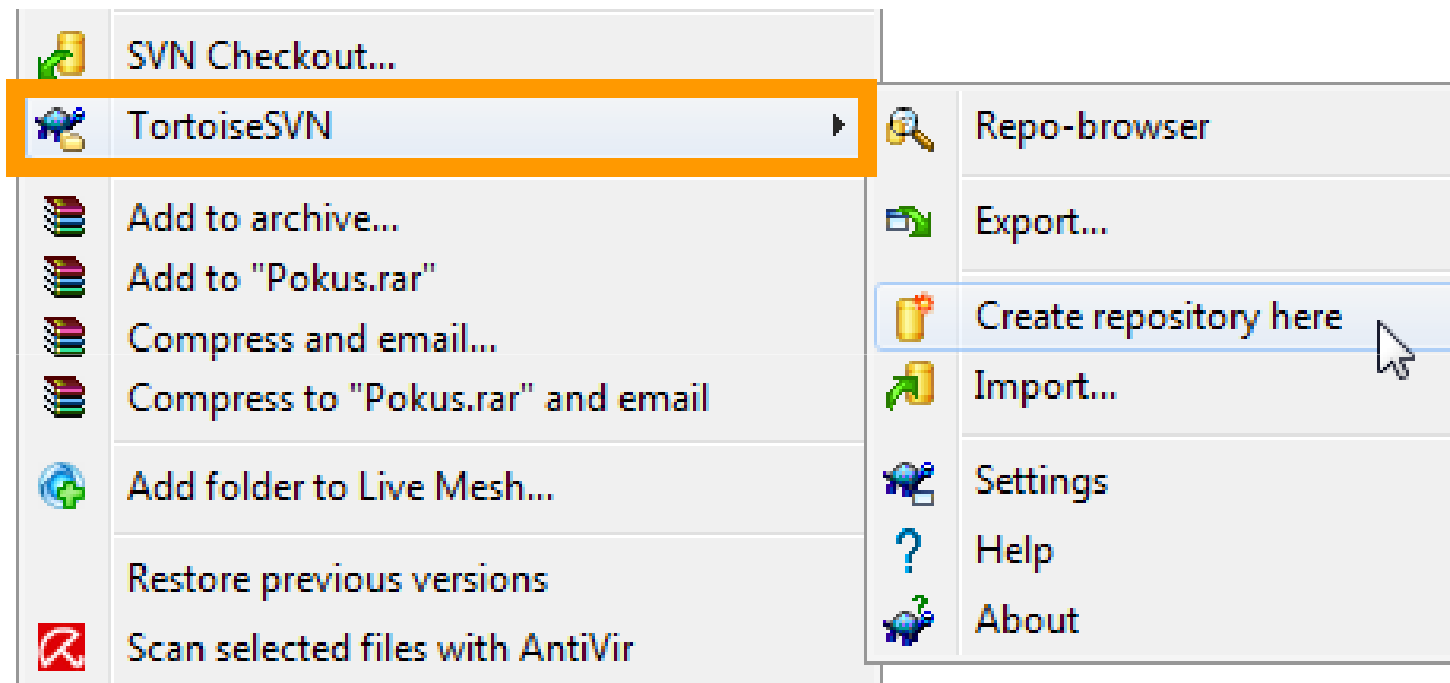 SVN Checkout...
TortoiseSVN
Add to archive...
Add to "Pokus.rar"
Compress and email...
Compress to "Pokus.rar" and email
Add folder to Live Mesh...
Restore previous versions
Scan selected files with AntiVir
Repo-browser
Export...
Create repository here
Import...
Settings
Help
About